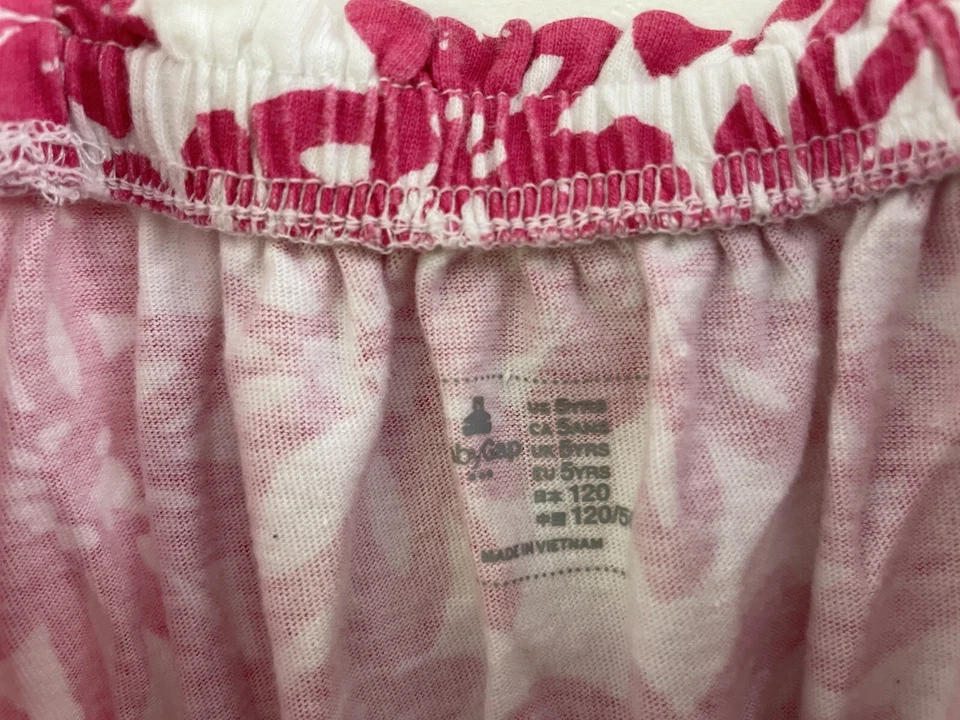 byGap
US 5YRS
CA 5ANS
UK 5YRS
EU 5YRS
120
120/5
MADE IN VIETNAM